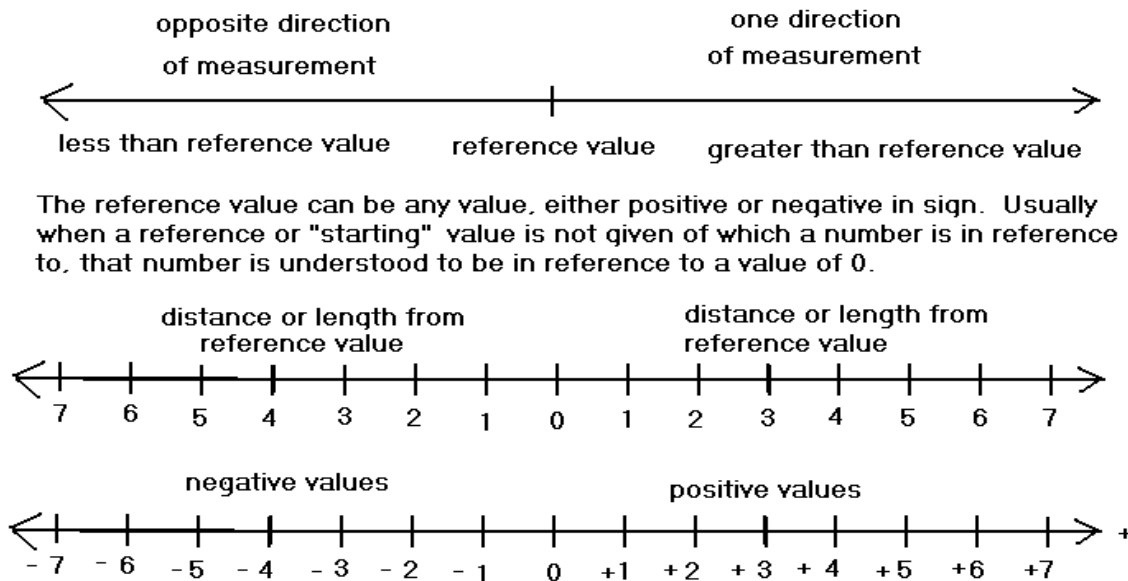 opposite direction
of measurement
one direction
of measurement
less than reference value
reference value
greater than reference value
The reference value can be any value, either positive or negative in sign.  Usually
when a reference or "starting"  value is not given of which a number is in reference
to, that number is understood to be in reference to a value of 0.
distance or length from
reference value
distance or length from
reference value
7 6 5 4 3 2 1 0 1 2 3 4 5 6 7
negative values
positive values
+
- 7 - 6 - 5 - 4 - 3 - 2 - 1 0 +1 +2 + 3 + 4 +5 +6 +7